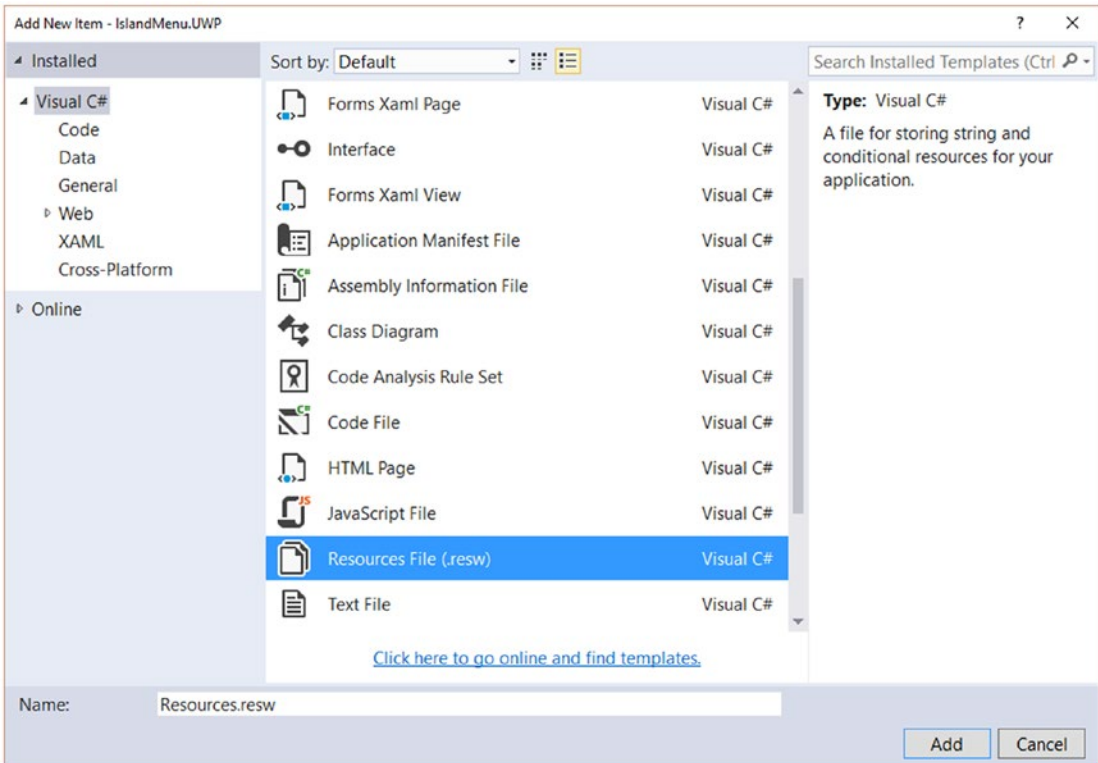 Add New Item - IslandMenu.UWP
? ×
Installed
Sort by: Default
Search Installed Templates (Ctrl
Visual C#
Code
Data
General
Web
XAML
Cross-Platform
Online
Forms Xaml Page Visual C#
Interface Visual C#
Forms Xaml View Visual C#
Application Manifest File Visual C#
Assembly Information File Visual C#
Class Diagram Visual C#
Code Analysis Rule Set Visual C#
C#
Code File Visual C#
HTML Page Visual C#
JS
JavaScript File Visual C#
Resources File (.resw) Visual C#
Text File Visual C#
Click here to go online and find templates.
Type: Visual C#
A file for storing string and
conditional resources for your
application.
Name: Resources.resw
Add Cancel